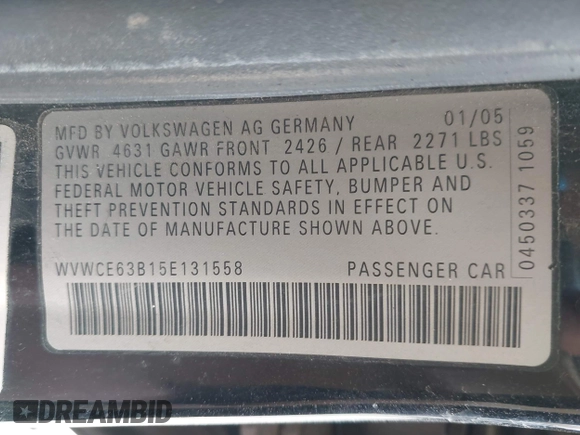 MFD BY VOLKSWAGEN AG GERMANY 01/05
GVWR 4631 GAWR FRONT 2426 / REAR 2271 LBS
THIS VEHICLE CONFORMS TO ALL APPLICABLE U.S.
FEDERAL MOTOR VEHICLE SAFETY, BUMPER AND
THEFT PREVENTION STANDARDS IN EFFECT ON
THE DATE OF MANUFACTURE SHOWN ABOVE.
WVWCE63B15E131558 PASSENGER CAR
0450337 1059
DREAMBID